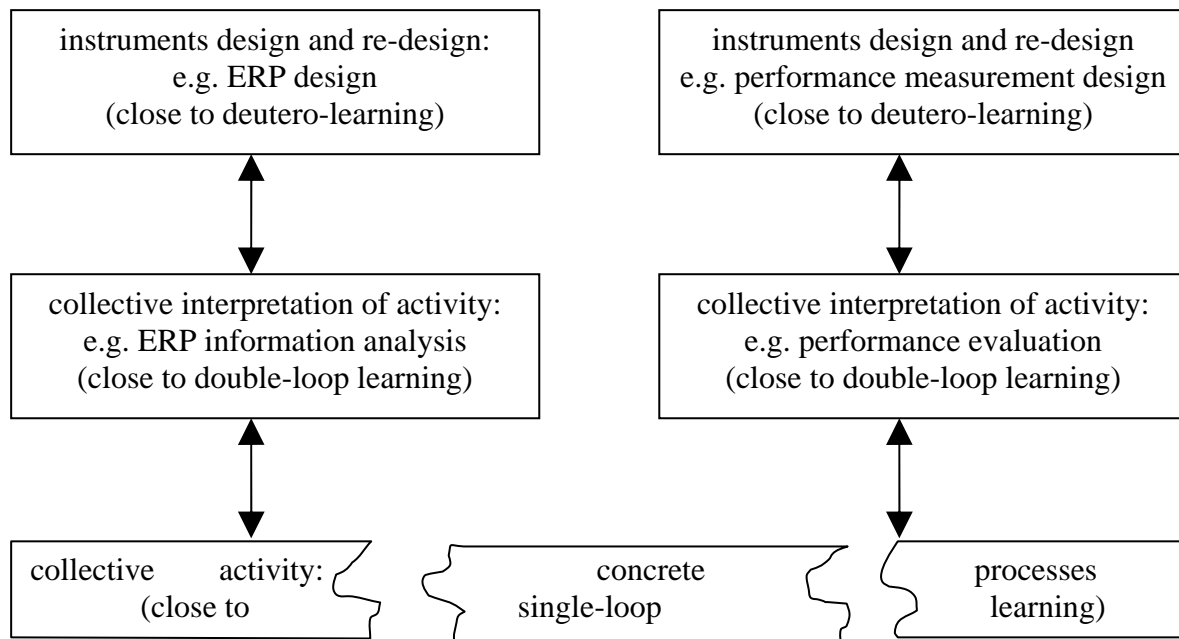 instruments design and re-design:
e.g. ERP design
(close to deutero-learning)
instruments design and re-design
e.g. performance measurement design
(close to deutero-learning)
collective interpretation of activity:
e.g. ERP information analysis
(close to double-loop learning)
collective interpretation of activity:
e.g. performance evaluation
(close to double-loop learning)
collective activity: concrete processes
(close to single-loop learning)